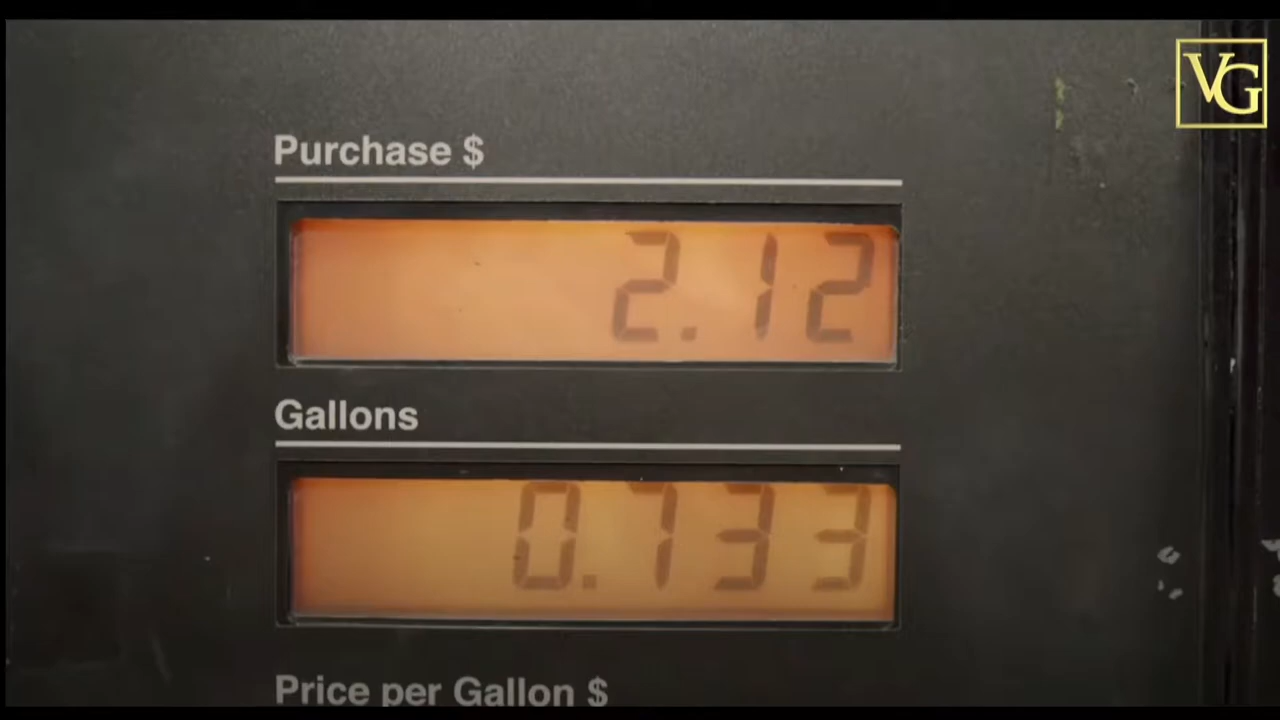 VG
Purchase $
2.12
Gallons
0.733
Price per Gallon $